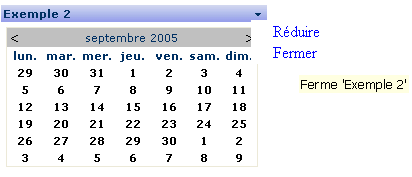 Exemple 2
< septembre 2005 >
lun. mar. mer. jeu. ven. sam. dim.
29 30 31 1 2 3 4
5 6 7 8 9 10 11
12 13 14 15 16 17 18
19 20 21 22 23 24 25
26 27 28 29 30 1 2
3 4 5 6 7 8 9
Réduire
Fermer
Ferme 'Exemple 2'